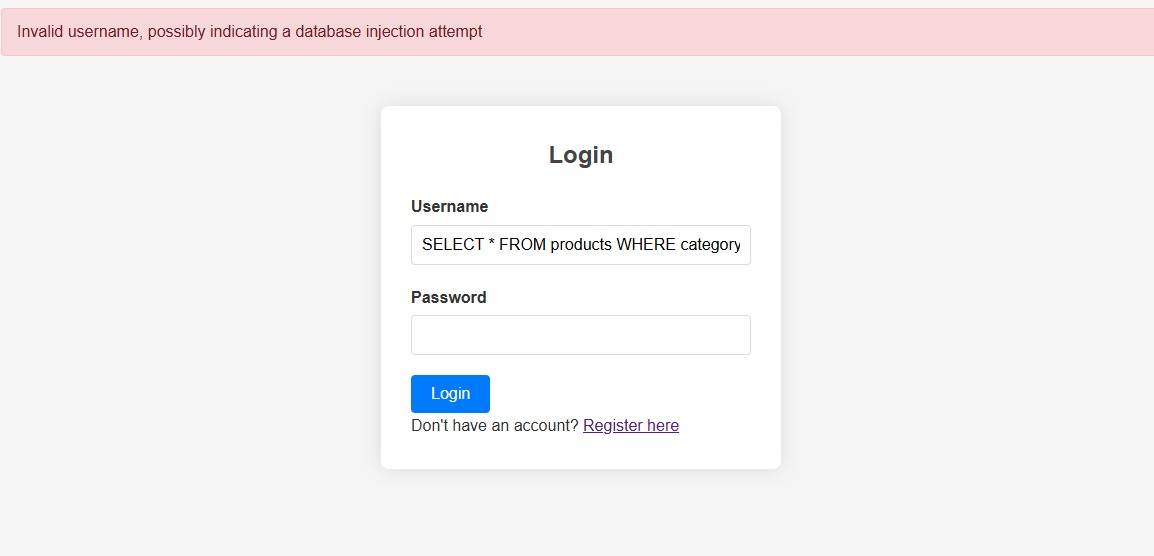 Invalid username, possibly indicating a database injection attempt
Login
Username
SELECT * FROM products WHERE category
Password
Login
Don't have an account? Register here